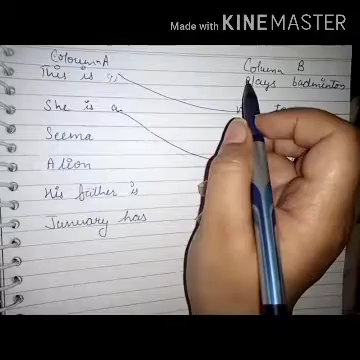 Made with KINEMASTER
Column A
Column B
This is
Plays badminton
She is a
Seema
A lion
His father is
January has